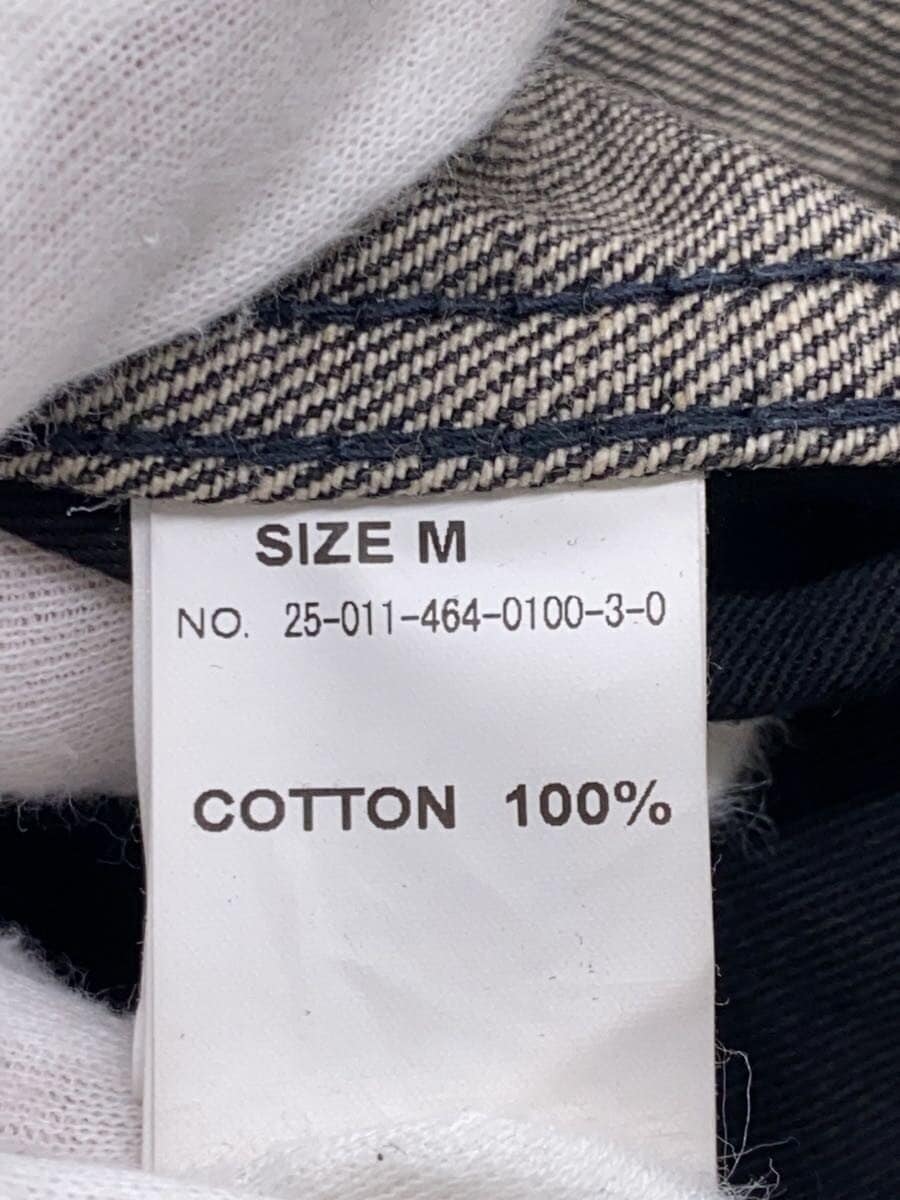 SIZE M
NO. 25-011-464-0100-3-0
COTTON 100%